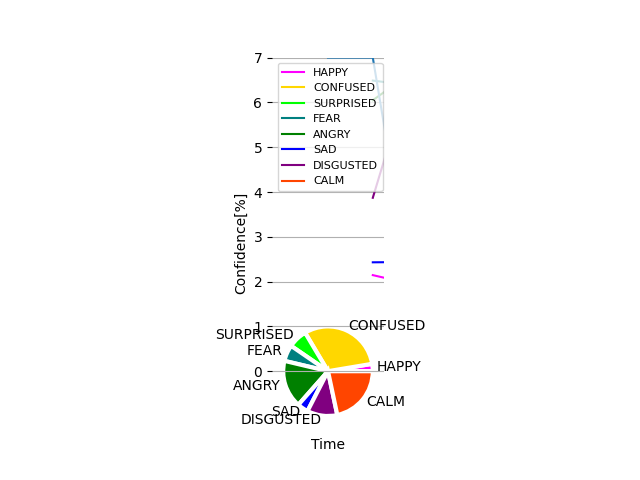 7
6
5
4
3
2
1
0
Confidence[%]
HAPPY
CONFUSED
SURPRISED
FEAR
ANGRY
SAD
DISGUSTED
CALM
CONFUSED
SURPRISED
FEAR
HAPPY
ANGRY
CALM
SAD
DISGUSTED
Time